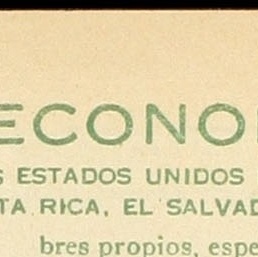 ECONO
S ESTADOS UNIDOS
TA RICA, EL SALVAD
bres propios, espe